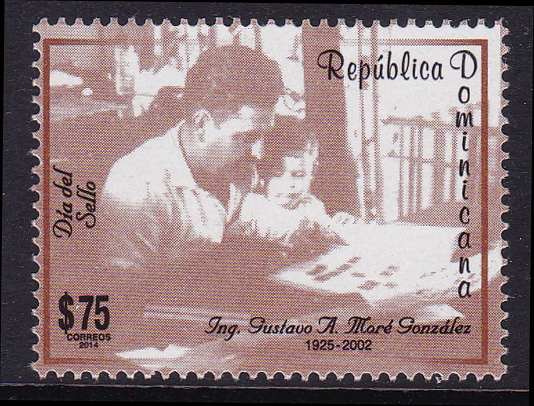 República Dominicana
Día del
Sello
$75
CORREOS
2014
Ing. Gustavo A. Moré González
1925-2002